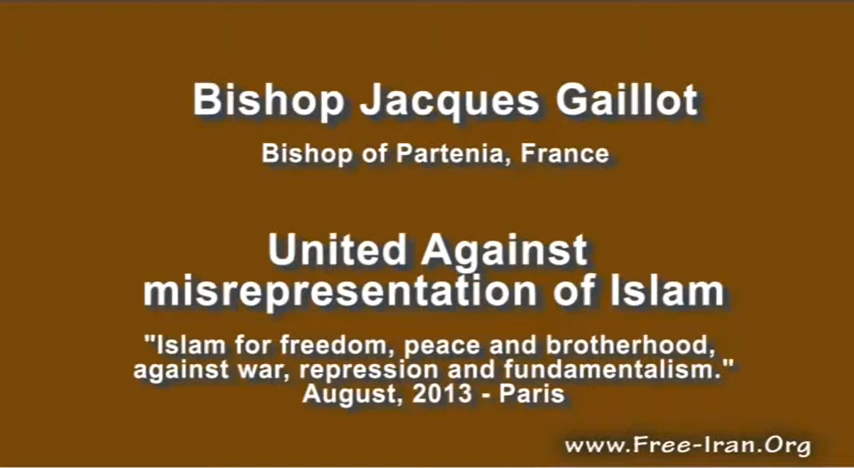 Bishop Jacques Gaillot
Bishop of Partenia, France
United Against
misrepresentation of Islam
"Islam for freedom, peace and brotherhood,
against war, repression and fundamentalism."
August, 2013 - Paris
www.Free-Iran.Org